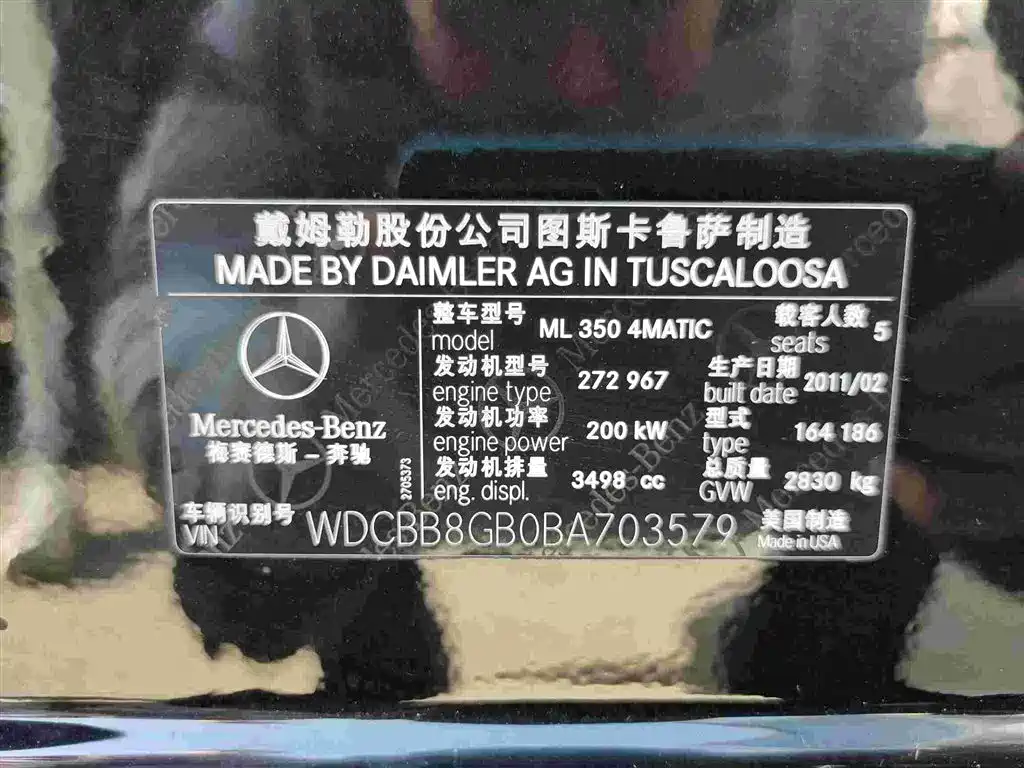 戴姆勒股份公司图斯卡鲁萨制造
MADE BY DAIMLER AG IN TUSCALOOSA
整车型号 model ML 350 4MATIC 载客人数 seats 5
发动机型号 engine type 272 967 生产日期 built date 2011/02
发动机功率 engine power 200 kW 型式 type 164 186
发动机排量 eng. displ. 3498 cc 总质量 GVW 2830 kg
Mercedes-Benz
梅赛德斯－奔驰
2705373
车辆识别号 VIN WDCBB8GB0BA703579 美国制造 Made in USA